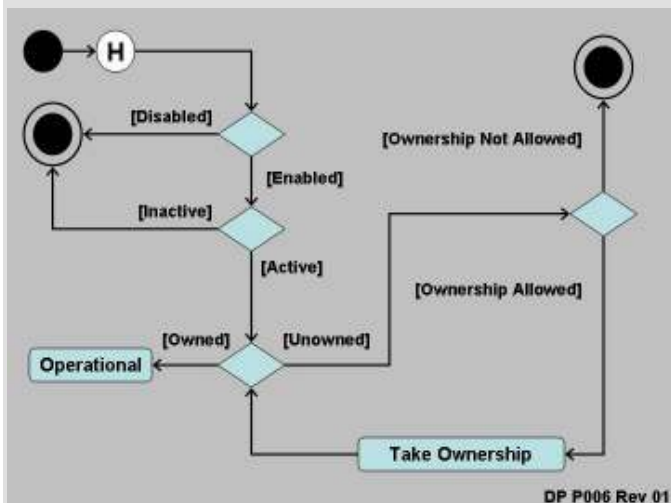 H
[Disabled]
[Ownership Not Allowed]
[Enabled]
[Inactive]
[Active]
[Ownership Allowed]
[Owned]
[Unowned]
Operational
Take Ownership
DP P006 Rev 01